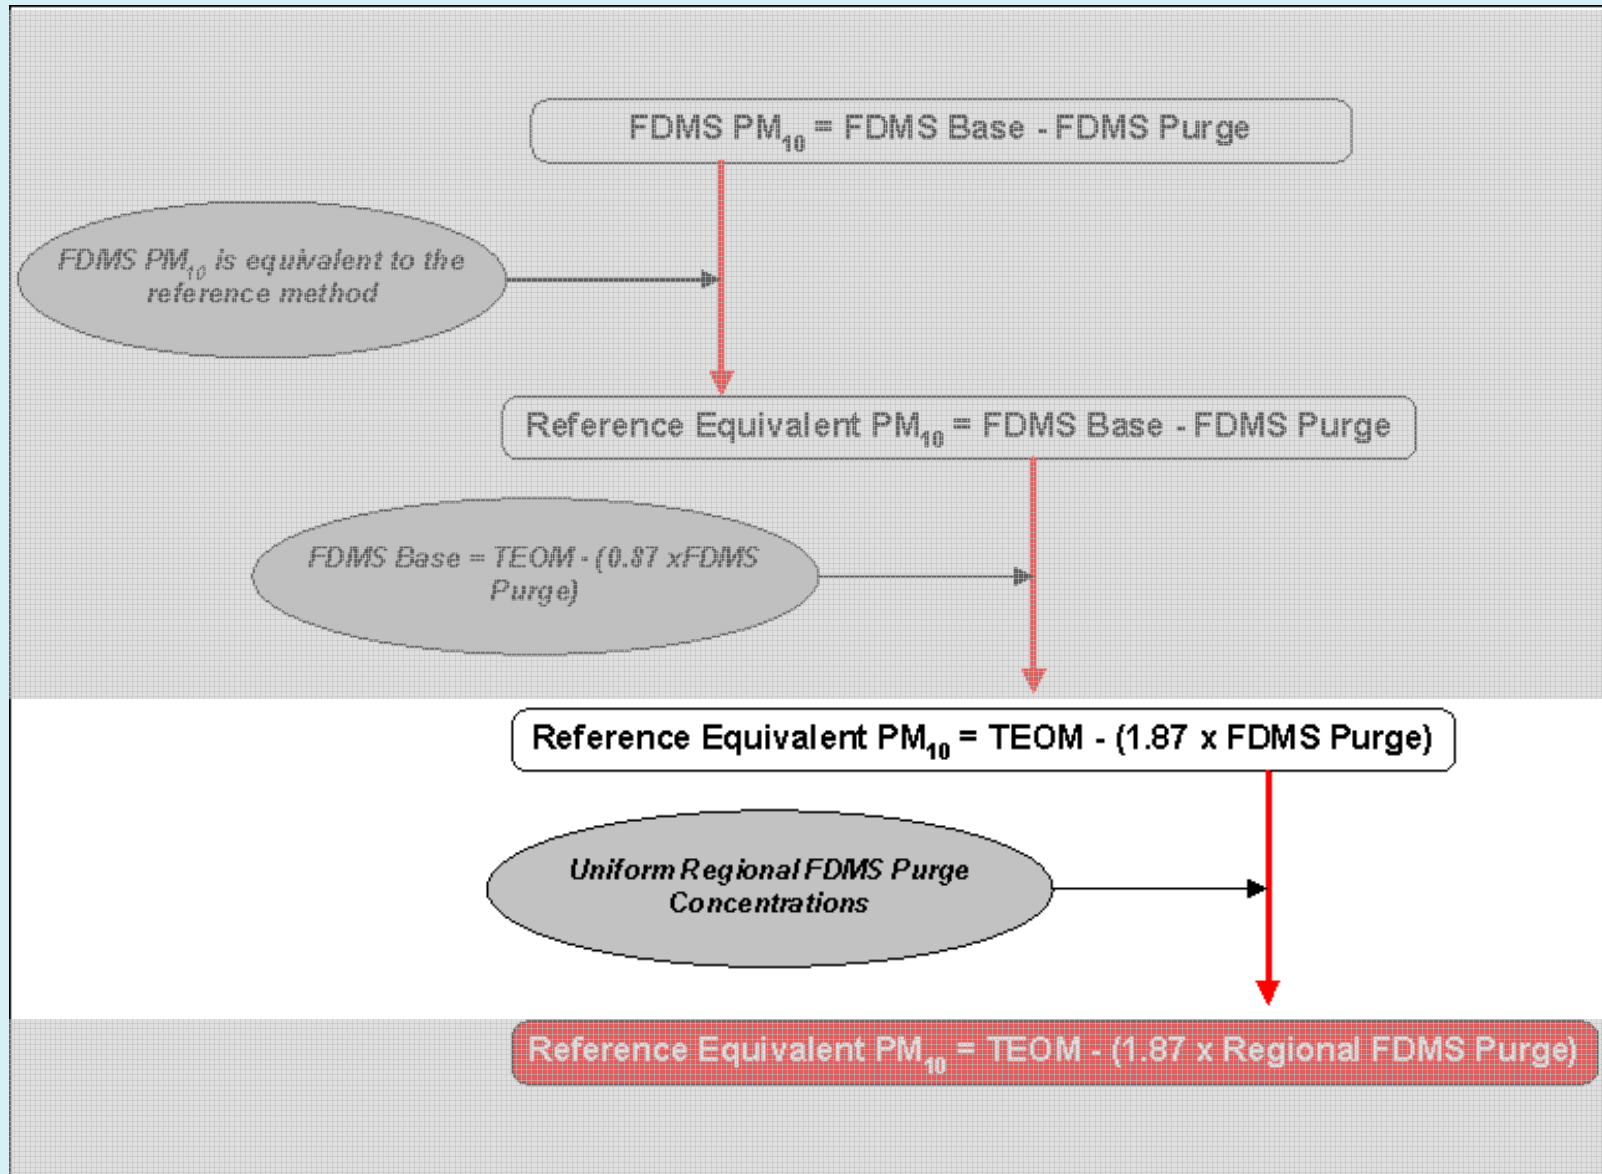 FDMS PM₁₀ = FDMS Base - FDMS Purge
FDMS PM₁₀ is equivalent to the
reference method
Reference Equivalent PM₁₀ = FDMS Base - FDMS Purge
FDMS Base = TEOM - (0.87 xFDMS
Purge)
Reference Equivalent PM₁₀ = TEOM - (1.87 x FDMS Purge)
Uniform Regional FDMS Purge
Concentrations
Reference Equivalent PM₁₀ = TEOM - (1.87 x Regional FDMS Purge)